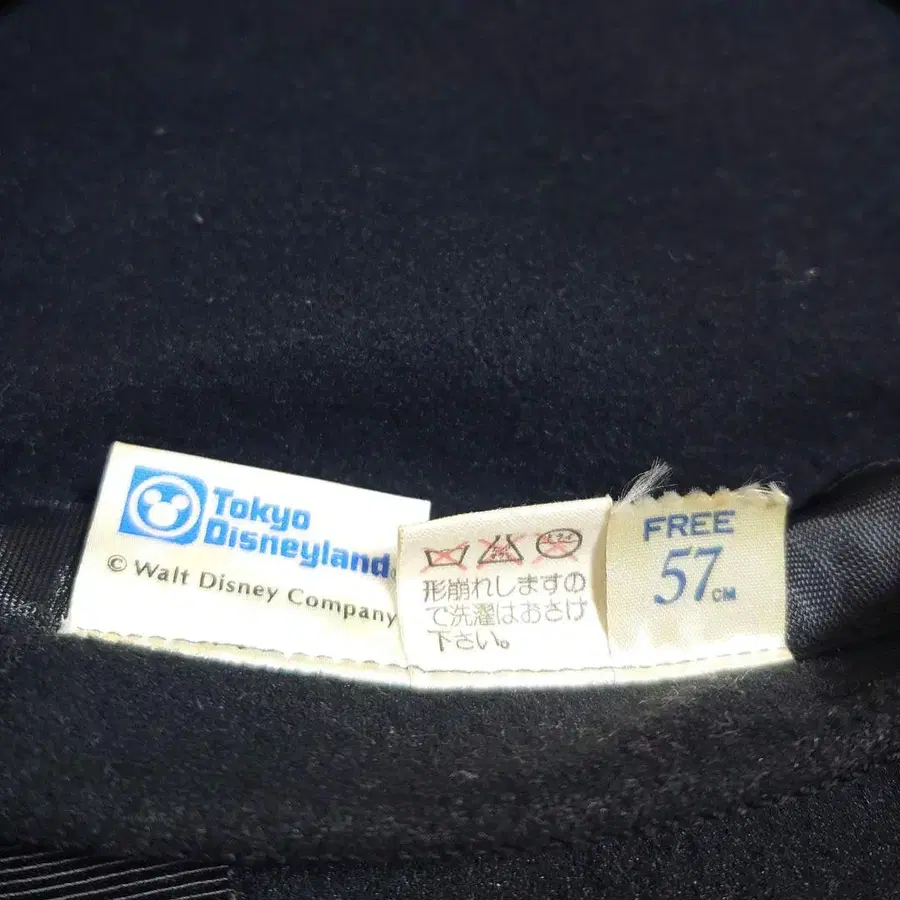 Tokyo
Disneyland
© Walt Disney Company
形崩れしますの
で洗濯はおさけ
下さい。
FREE
57CM